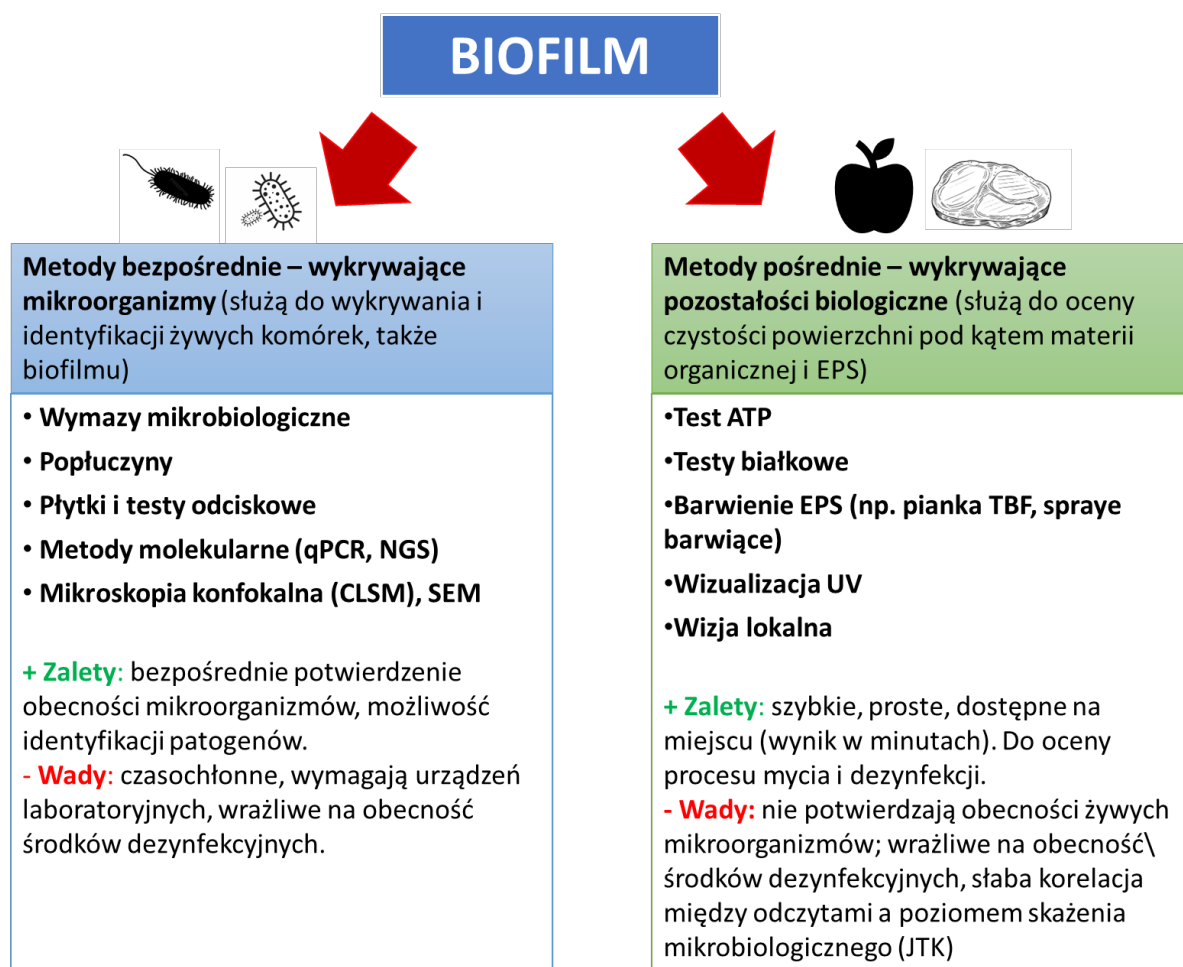 BIOFILM
Metody bezpośrednie – wykrywające
mikroorganizmy (służą do wykrywania i
identyfikacji żywych komórek, także
biofilmu)
• Wymazy mikrobiologiczne
• Popłuczyny
• Płytki i testy odciskowe
• Metody molekularne (qPCR, NGS)
• Mikroskopia konfokalna (CLSM), SEM
+ Zalety: bezpośrednie potwierdzenie
obecności mikroorganizmów, możliwość
identyfikacji patogenów.
- Wady: czasochłonne, wymagają urządzeń
laboratoryjnych, wrażliwe na obecność
środków dezynfekcyjnych.
Metody pośrednie – wykrywające
pozostałości biologiczne (służą do oceny
czystości powierzchni pod kątem materii
organicznej i EPS)
•Test ATP
•Testy białkowe
•Barwienie EPS (np. pianka TBF, spraye
barwiące)
•Wizualizacja UV
•Wizja lokalna
+ Zalety: szybkie, proste, dostępne na
miejscu (wynik w minutach). Do oceny
procesu mycia i dezynfekcji.
- Wady: nie potwierdzają obecności żywych
mikroorganizmów; wrażliwe na obecność\
środków dezynfekcyjnych, słaba korelacja
między odczytami a poziomem skażenia
mikrobiologicznego (JTK)